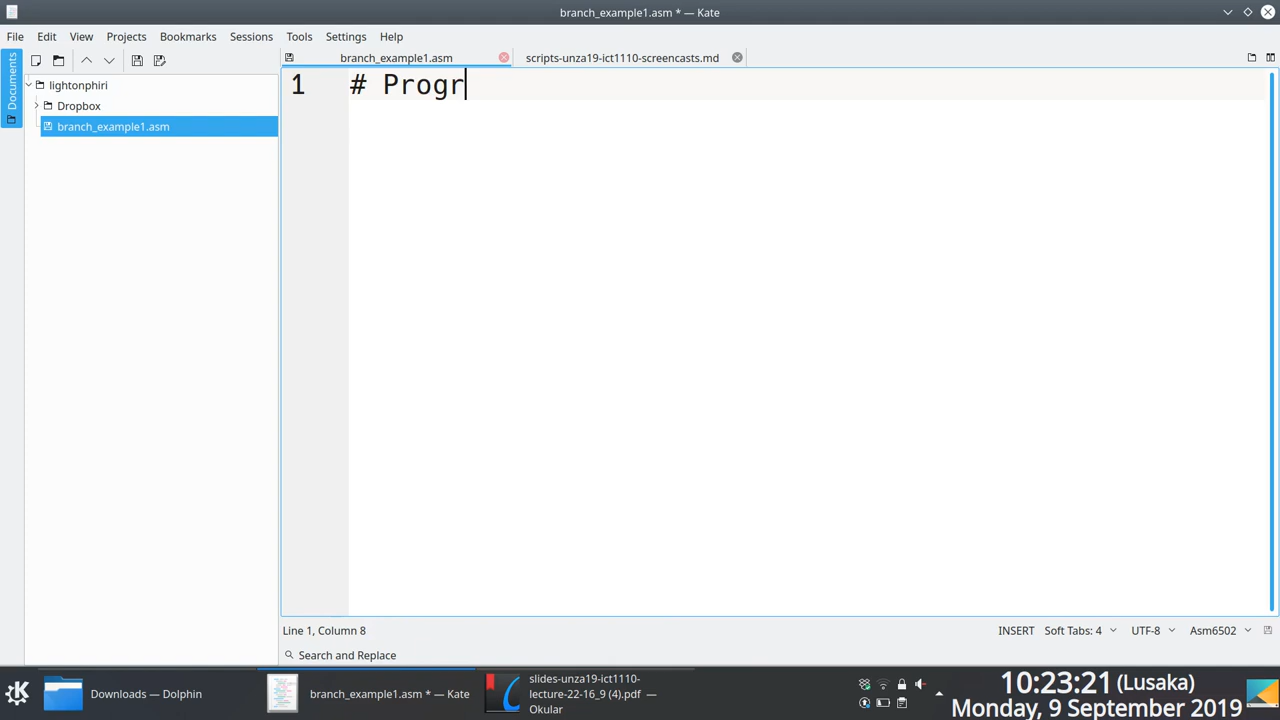 branch_example1.asm * — Kate
File Edit View Projects Bookmarks Sessions Tools Settings Help
Documents
branch_example1.asm
scripts-unza19-ict1110-screencasts.md
lightonphiri
Dropbox
branch_example1.asm
1 # Progr
Line 1, Column 8
INSERT Soft Tabs: 4 UTF-8 Asm6502
Search and Replace
Downloads — Dolphin
branch_example1.asm * — Kate
slides-unza19-ict1110-
lecture-22-16_9 (4).pdf —
Okular
10:23:21 (Lusaka)
Monday, 9 September 2019